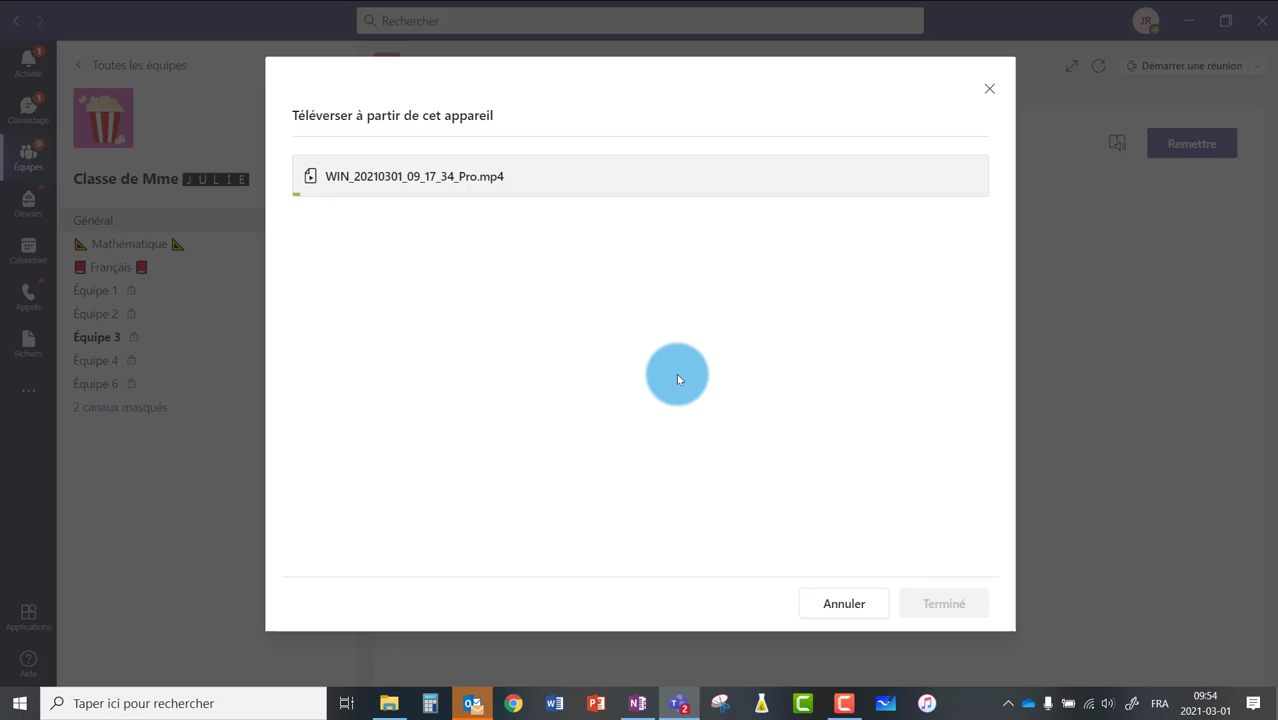 Rechercher
JR
Activité
Clavardage
Équipes
Devoirs
Calendrier
Appels
Fichiers
Applications
Aide
Toutes les équipes
Classe de Mme JULIE
Général
Mathématique
Français
Équipe 1
Équipe 2
Équipe 3
Équipe 4
Équipe 6
2 canaux masqués
Démarrer une réunion
Remettre
Téléverser à partir de cet appareil
WIN_20210301_09_17_34_Pro.mp4
Annuler
Terminé
Taper ici pour rechercher
FRA
09:54
2021-03-01